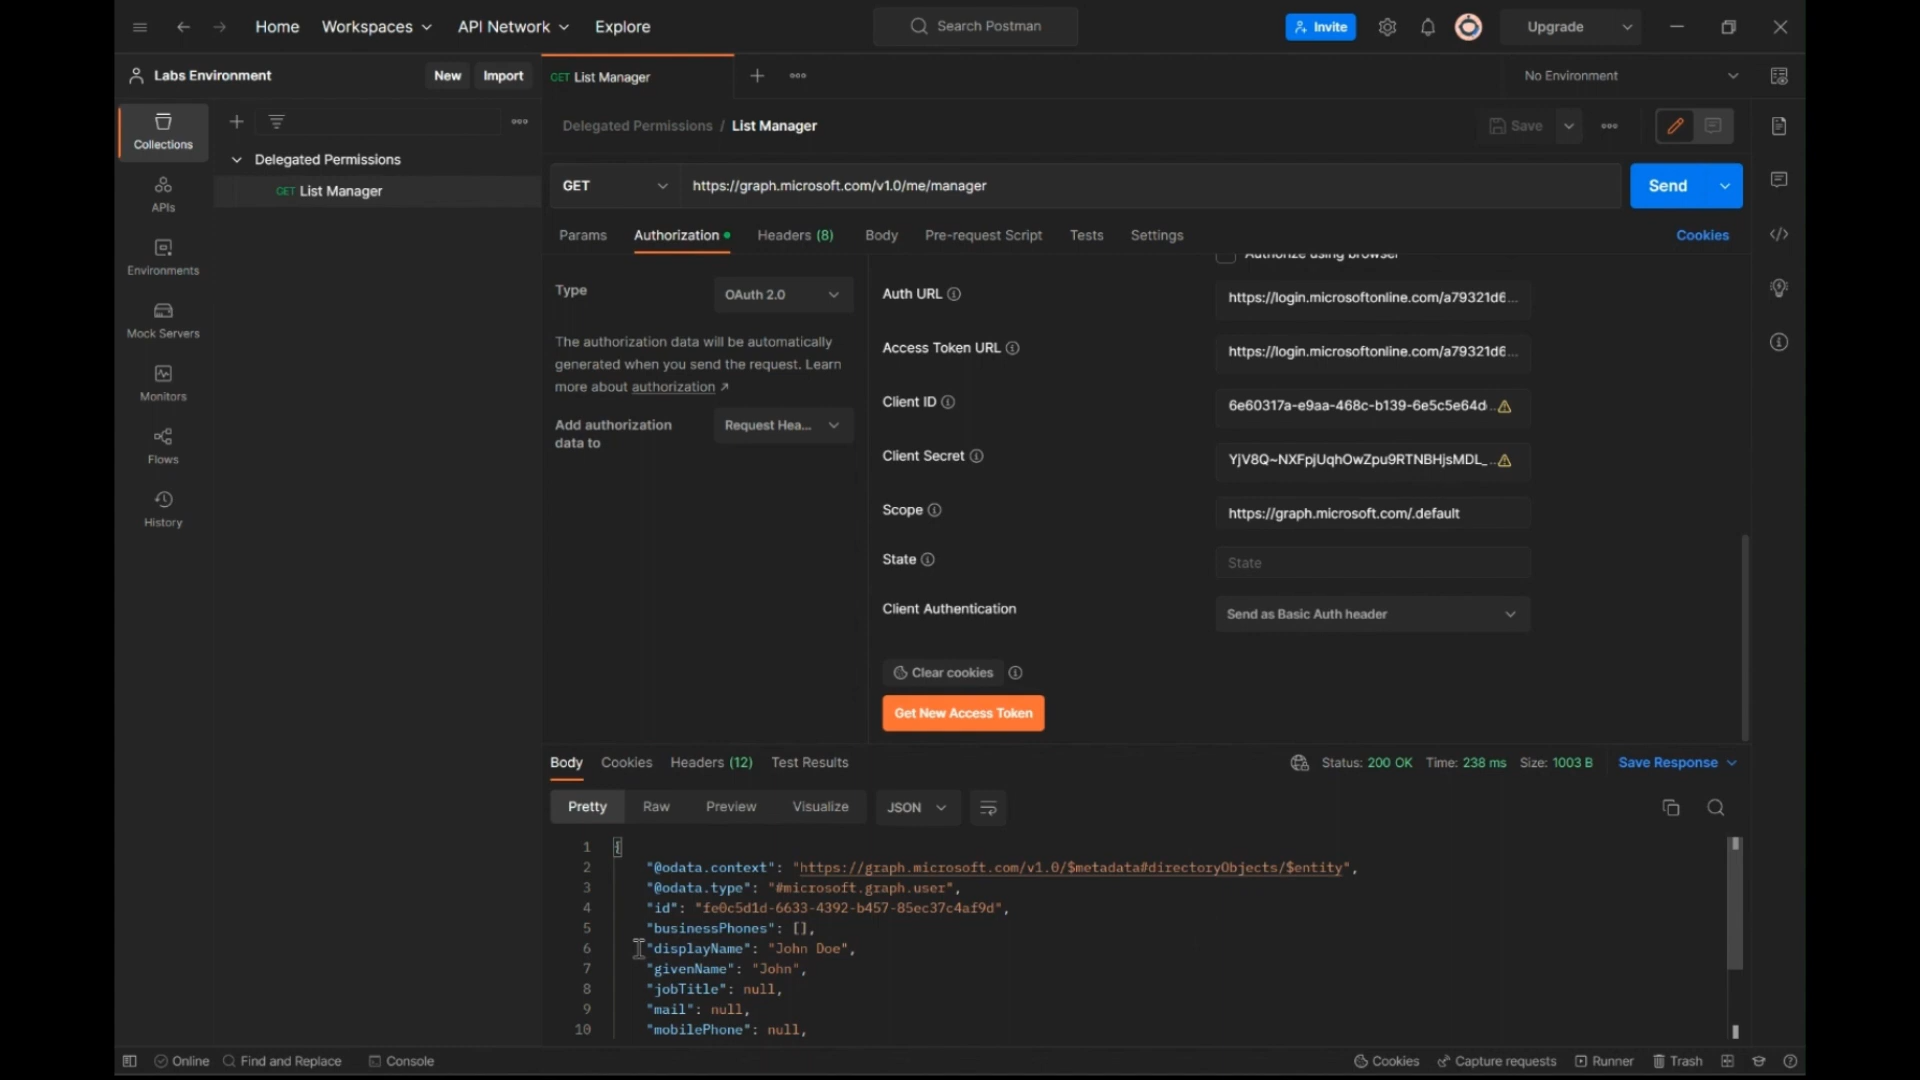 Home Workspaces API Network Explore Search Postman Invite Upgrade
Labs Environment New Import GET List Manager No Environment
Collections
Delegated Permissions
GET List Manager
APIs
Environments
Mock Servers
Monitors
Flows
History
Delegated Permissions / List Manager Save
GET https://graph.microsoft.com/v1.0/me/manager Send
Params Authorization Headers (8) Body Pre-request Script Tests Settings Cookies
Type OAuth 2.0
The authorization data will be automatically
generated when you send the request. Learn
more about authorization ↗
Add authorization
data to
Request Hea...
Authorize using browser
Auth URL https://login.microsoftonline.com/a79321d6...
Access Token URL https://login.microsoftonline.com/a79321d6...
Client ID 6e60317a-e9aa-468c-b139-6e5c5e64d...
Client Secret YjV8Q~NXFpjUqhOwZpu9RTNBHjsMDL_...
Scope https://graph.microsoft.com/.default
State State
Client Authentication Send as Basic Auth header
Clear cookies
Get New Access Token
Body Cookies Headers (12) Test Results Status: 200 OK Time: 238 ms Size: 1003 B Save Response
Pretty Raw Preview Visualize JSON
1 {
2 "@odata.context": "https://graph.microsoft.com/v1.0/$metadata#directoryObjects/$entity",
3 "@odata.type": "#microsoft.graph.user",
4 "id": "fe0c5d1d-6633-4392-b457-85ec37c4af9d",
5 "businessPhones": [],
6 "displayName": "John Doe",
7 "givenName": "John",
8 "jobTitle": null,
9 "mail": null,
10 "mobilePhone": null,
Online Find and Replace Console Cookies Capture requests Runner Trash